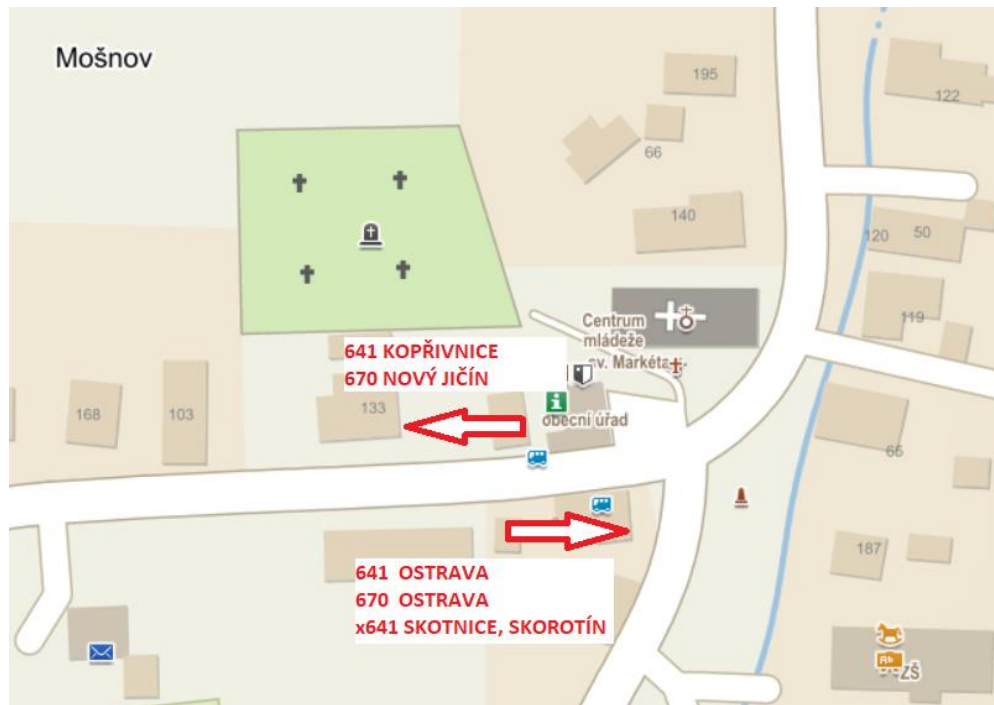 Mošnov
195
122
66
140
120
50
119
Centrum
mládeže
sv. Markéta
641 KOPŘIVNICE
670 NOVÝ JIČÍN
168
103
133
i
obecní úřad
65
187
641 OSTRAVA
670 OSTRAVA
x641 SKOTNICE, SKOROTÍN
ZŠ